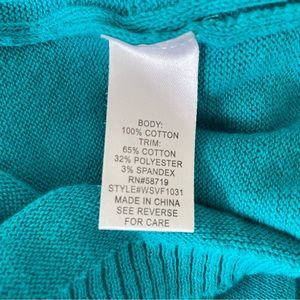 BODY:
100% COTTON
TRIM:
65% COTTON
32% POLYESTER
3% SPANDEX
RN#58719
STYLE#WSVF1031
MADE IN CHINA
SEE REVERSE
FOR CARE